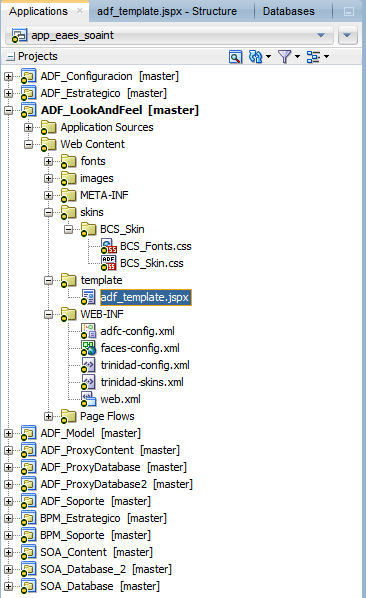 Applications × adf_template.jspx - Structure Databases
app_eaes_soaint
Projects
ADF_Configuracion [master]
ADF_Estrategico [master]
ADF_LookAndFeel [master]
Application Sources
Web Content
fonts
images
META-INF
skins
BCS_Skin
BCS_Fonts.css
BCS_Skin.css
template
adf_template.jspx
WEB-INF
adfc-config.xml
faces-config.xml
trinidad-config.xml
trinidad-skins.xml
web.xml
Page Flows
ADF_Model [master]
ADF_ProxyContent [master]
ADF_ProxyDatabase [master]
ADF_ProxyDatabase2 [master]
ADF_Soporte [master]
BPM_Estrategico [master]
BPM_Soporte [master]
SOA_Content [master]
SOA_Database_2 [master]
SOA_Database [master]